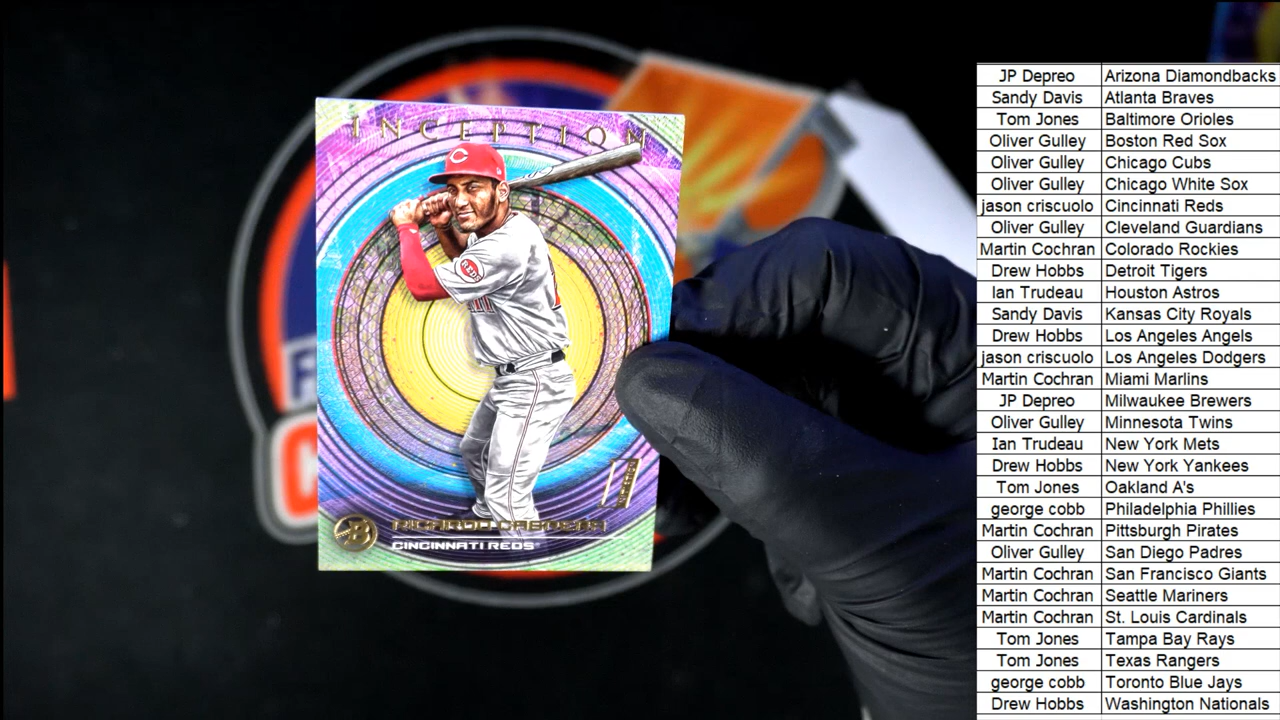 INCEPTION
C
REDS
RICARDO CABRERA
CINCINNATI REDS
B
JP Depreo Arizona Diamondbacks
Sandy Davis Atlanta Braves
Tom Jones Baltimore Orioles
Oliver Gulley Boston Red Sox
Oliver Gulley Chicago Cubs
Oliver Gulley Chicago White Sox
jason criscuolo Cincinnati Reds
Oliver Gulley Cleveland Guardians
Martin Cochran Colorado Rockies
Drew Hobbs Detroit Tigers
Ian Trudeau Houston Astros
Sandy Davis Kansas City Royals
Drew Hobbs Los Angeles Angels
jason criscuolo Los Angeles Dodgers
Martin Cochran Miami Marlins
JP Depreo Milwaukee Brewers
Oliver Gulley Minnesota Twins
Ian Trudeau New York Mets
Drew Hobbs New York Yankees
Tom Jones Oakland A's
george cobb Philadelphia Phillies
Martin Cochran Pittsburgh Pirates
Oliver Gulley San Diego Padres
Martin Cochran San Francisco Giants
Martin Cochran Seattle Mariners
Martin Cochran St. Louis Cardinals
Tom Jones Tampa Bay Rays
Tom Jones Texas Rangers
george cobb Toronto Blue Jays
Drew Hobbs Washington Nationals